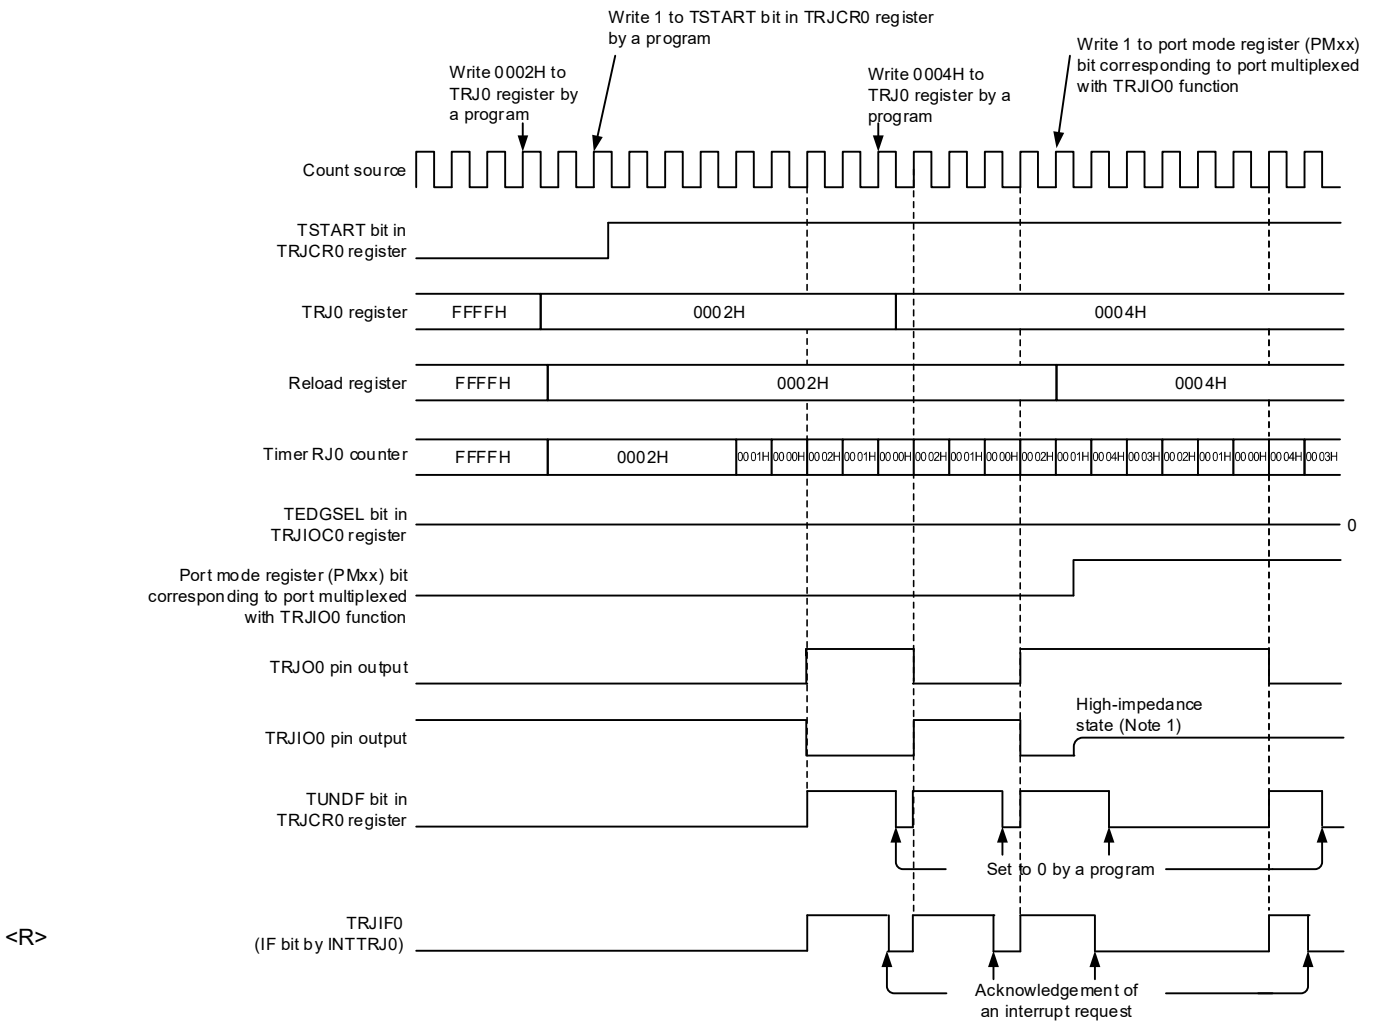 Write 1 to TSTART bit in TRJCR0 register
by a program
Write 1 to port mode register (PMxx)
bit corresponding to port multiplexed
with TRJIO0 function
Write 0002H to
TRJ0 register by
a program
Write 0004H to
TRJ0 register by a
program
Count source
TSTART bit in
TRJCR0 register
TRJ0 register
FFFFH
0002H
0004H
Reload register
FFFFH
0002H
0004H
Timer RJ0 counter
FFFFH
0002H
0001H 0000H 0002H 0001H 0000H 0002H 0001H 0000H 0002H 0001H 0004H 0003H 0002H 0001H 0000H 0004H 0003H
TEDGSEL bit in
TRJIOC0 register
0
Port mode register (PMxx) bit
corresponding to port multiplexed
with TRJIO0 function
TRJO0 pin output
High-impedance
state (Note 1)
TRJIO0 pin output
TUNDF bit in
TRJCR0 register
Set to 0 by a program
<R>
TRJIF0
(IF bit by INTTRJ0)
Acknowledgement of
an interrupt request